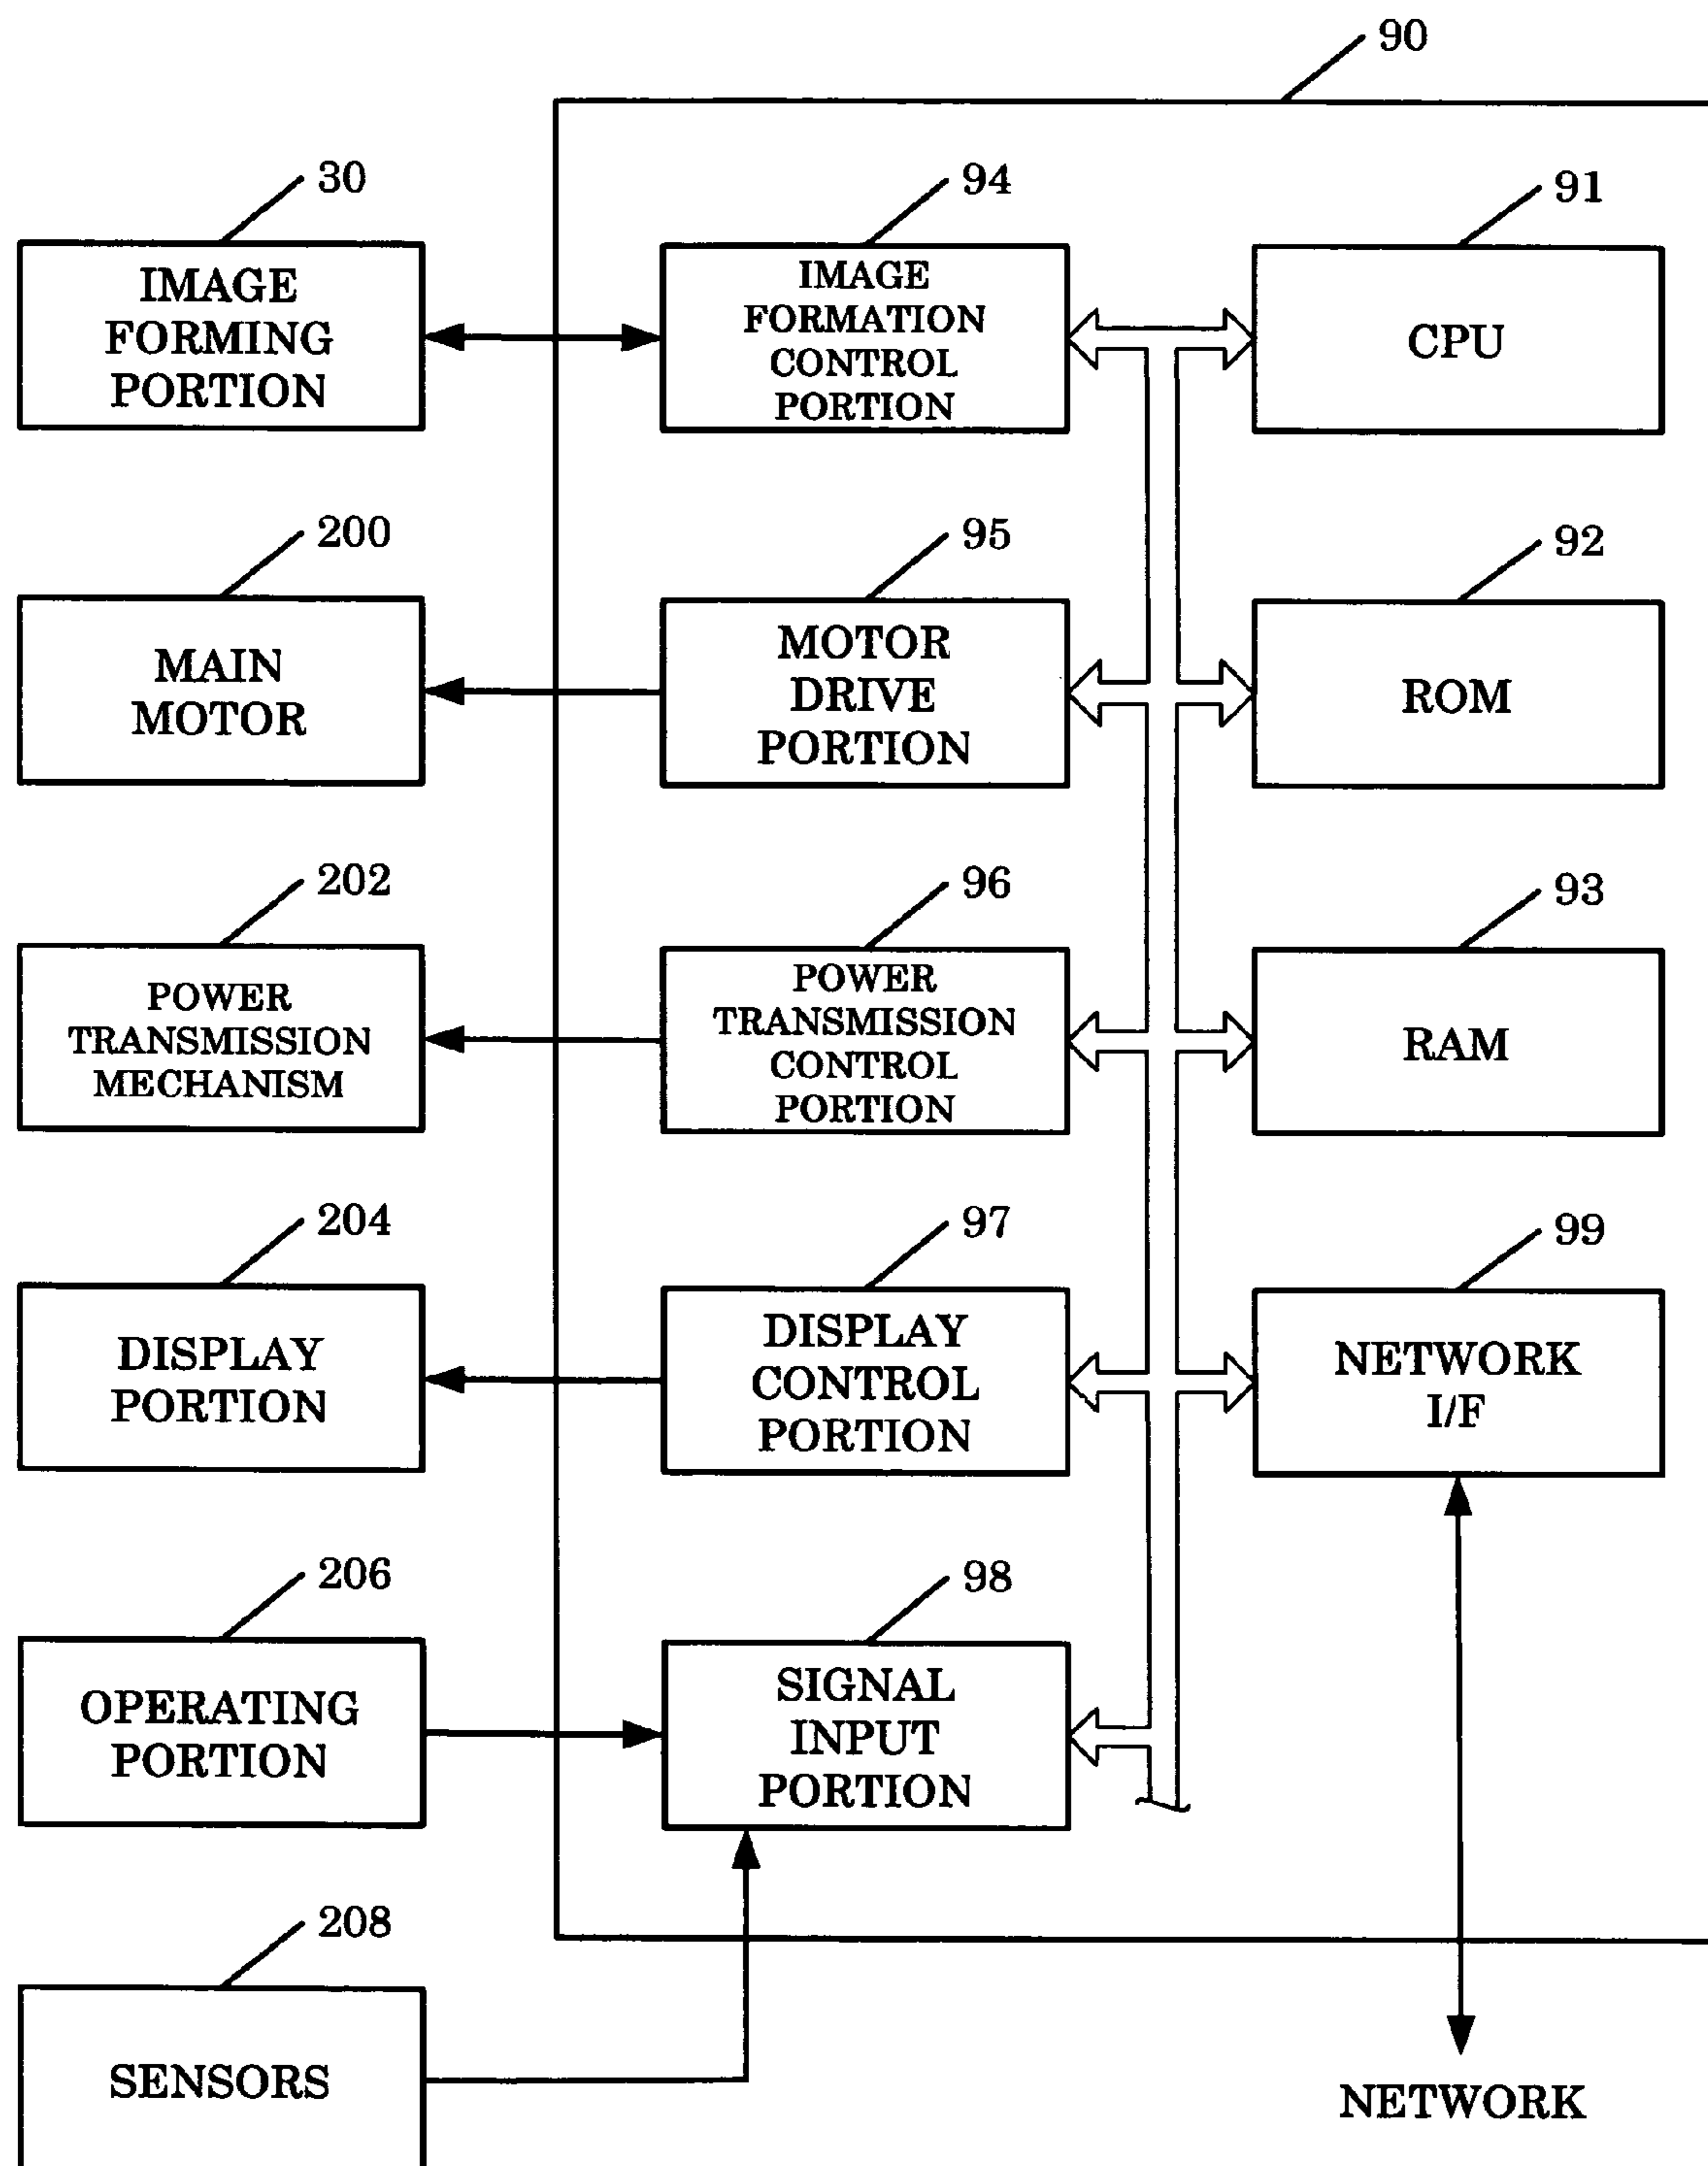 90
30
94
91
IMAGE
FORMING
PORTION
IMAGE
FORMATION
CONTROL
PORTION
CPU
200
95
92
MAIN
MOTOR
MOTOR
DRIVE
PORTION
ROM
202
96
93
POWER
TRANSMISSION
MECHANISM
POWER
TRANSMISSION
CONTROL
PORTION
RAM
204
97
99
DISPLAY
PORTION
DISPLAY
CONTROL
PORTION
NETWORK
I/F
206
98
OPERATING
PORTION
SIGNAL
INPUT
PORTION
208
SENSORS
NETWORK